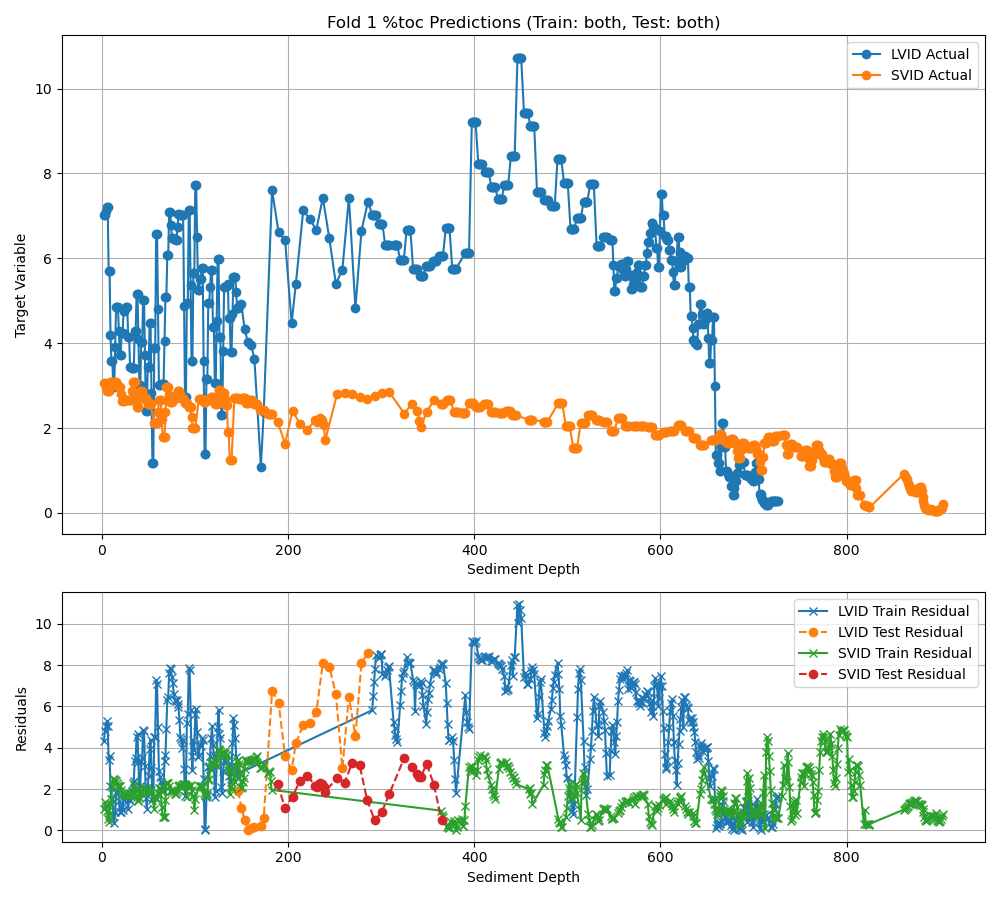 Fold 1 %toc Predictions (Train: both, Test: both)
LVID Actual
SVID Actual
Target Variable
10
8
6
4
2
0
0 200 400 600 800
Sediment Depth
LVID Train Residual
LVID Test Residual
SVID Train Residual
SVID Test Residual
Residuals
10
8
6
4
2
0
0 200 400 600 800
Sediment Depth